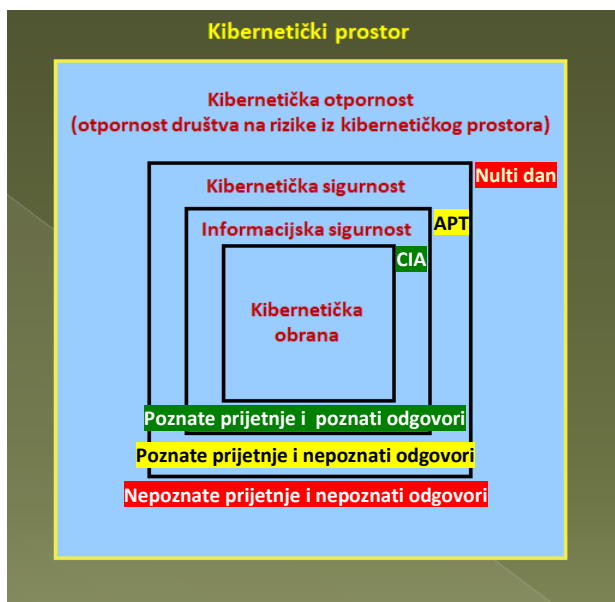 Kibernetički prostor
Kibernetička otpornost
(otpornost društva na rizike iz kibernetičkog prostora)
Nulti dan
Kibernetička sigurnost
APT
Informacijska sigurnost
CIA
Kibernetička
obrana
Poznate prijetnje i poznati odgovori
Poznate prijetnje i nepoznati odgovori
Nepoznate prijetnje i nepoznati odgovori